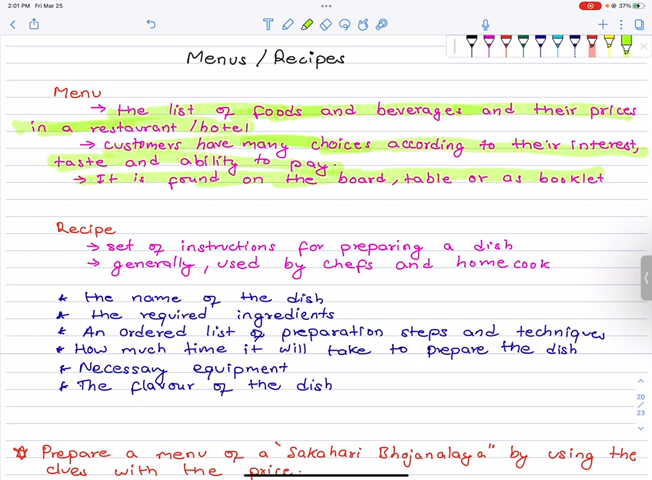 2:01 PM Fri Mar 25
37%
Menus / Recipes
Menu
→ the list of foods and beverages and their prices
in a restaurant /hotel
→ customers have many choices according to their interest,
taste and ability to pay.
→ It is found on the board, table or as booklet
Recipe
→ set of instructions for preparing a dish
→ generally, used by chefs and home cook
* the name of the dish
* the required ingredients
* An ordered list of preparation steps and techniques
* How much time it will take to prepare the dish
* Necessary equipment
* The flavour of the dish
20
/
23
☆ Prepare a menu of a "Sakahari Bhojanalaya" by using the
clues with the price.